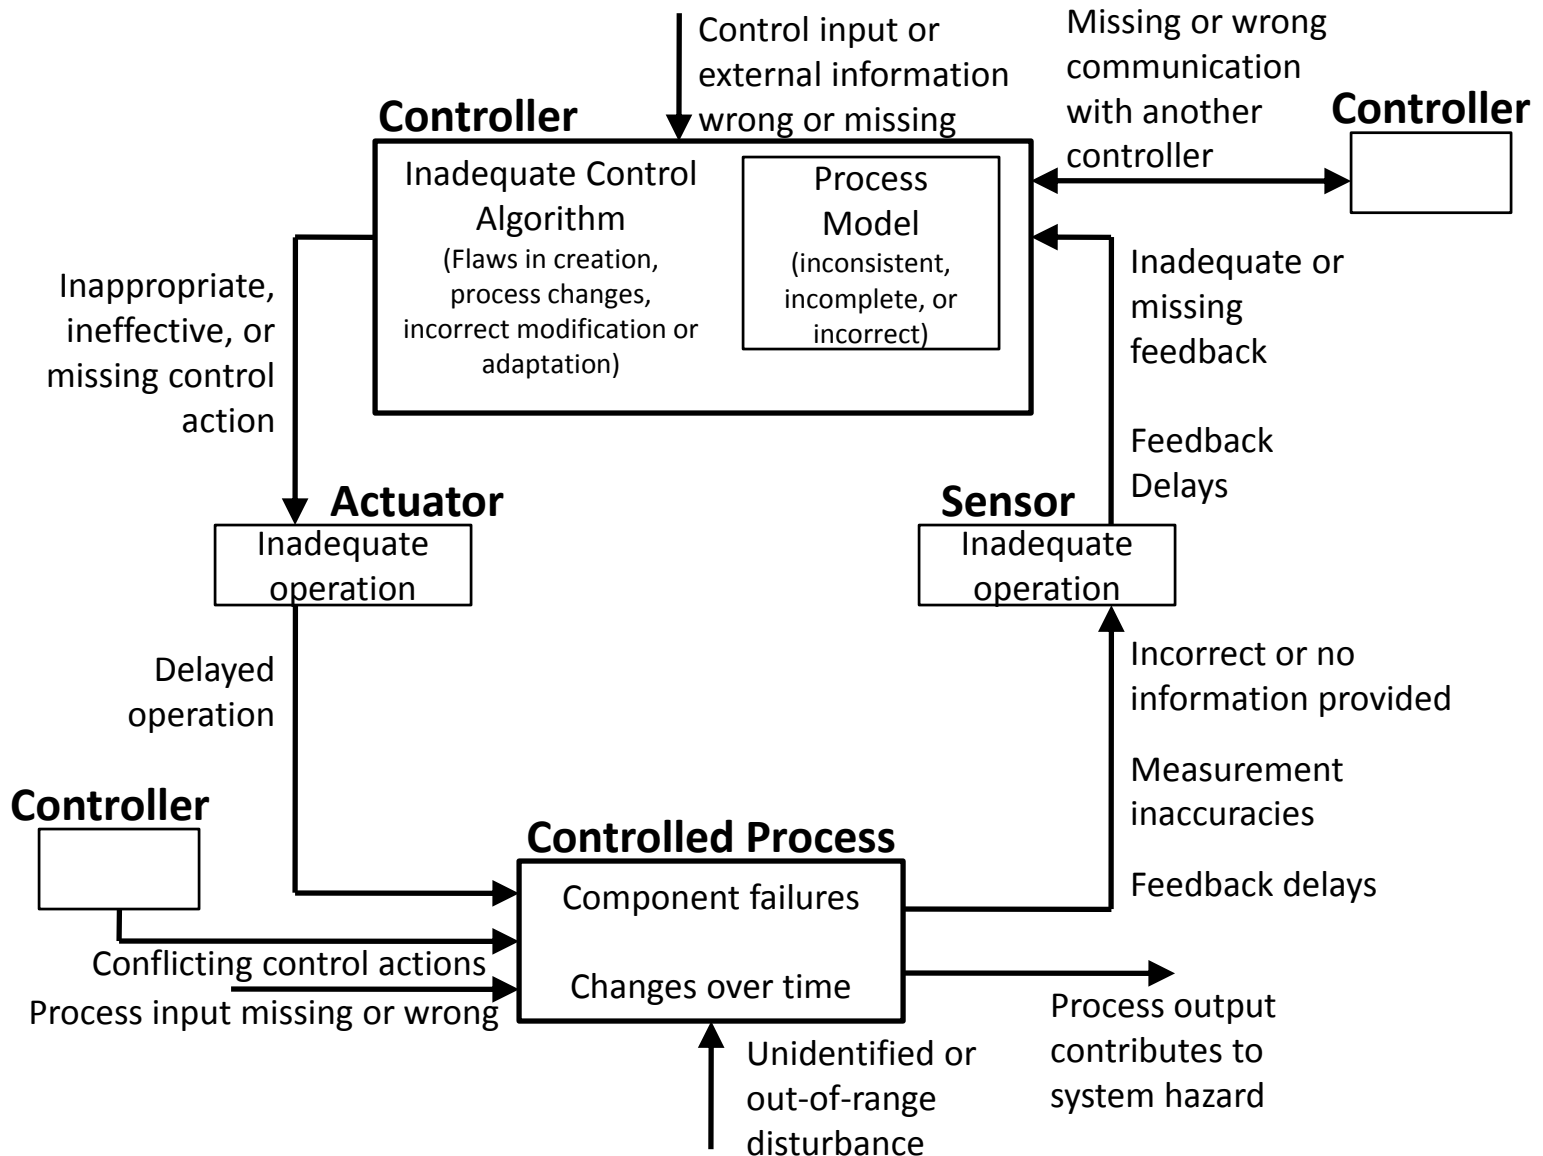 Control input or
external information
wrong or missing
Missing or wrong
communication
with another
controller
Controller
Controller
Inadequate Control
Algorithm
(Flaws in creation,
process changes,
incorrect modification or
adaptation)
Process
Model
(inconsistent,
incomplete, or
incorrect)
Inappropriate,
ineffective, or
missing control
action
Inadequate or
missing
feedback
Feedback
Delays
Actuator
Inadequate
operation
Sensor
Inadequate
operation
Delayed
operation
Incorrect or no
information provided
Measurement
inaccuracies
Feedback delays
Controller
Controlled Process
Component failures
Changes over time
Conflicting control actions
Process input missing or wrong
Unidentified or
out-of-range
disturbance
Process output
contributes to
system hazard